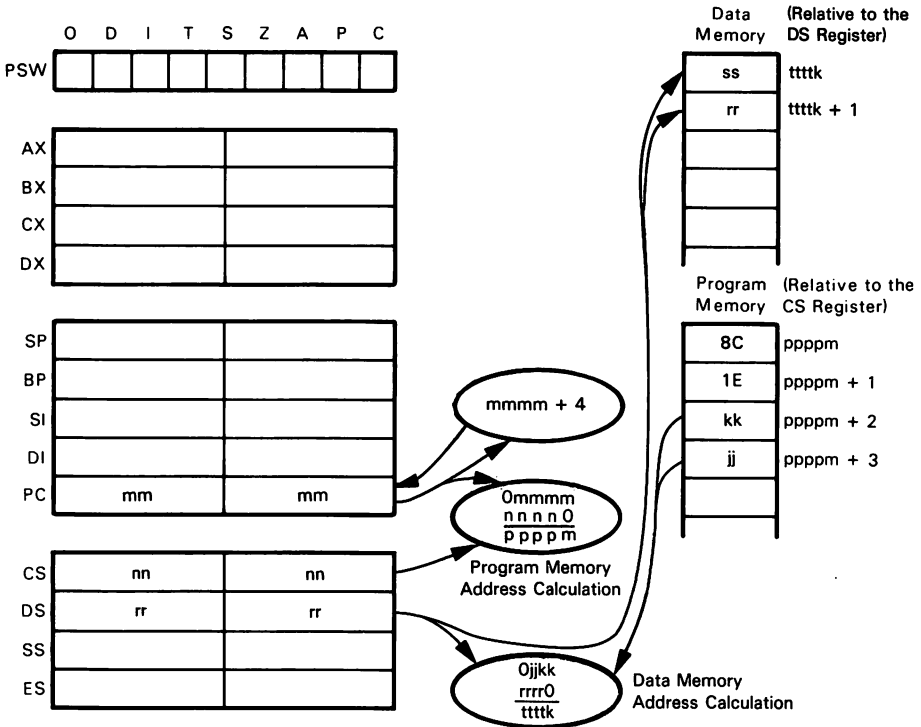 O D I T S Z A P C
PSW
AX
BX
CX
DX
SP
BP
SI
DI
PC mm mm
CS nn nn
DS rr rr
SS
ES
mmmm + 4
0mmmm
nnnn0
ppppm
Program Memory
Address Calculation
0jjkk
rrrr0
ttttk
Data Memory
Address Calculation
Data
Memory
(Relative to the
DS Register)
ss ttttk
rr ttttk + 1
Program
Memory
(Relative to the
CS Register)
8C ppppm
1E ppppm + 1
kk ppppm + 2
jj ppppm + 3